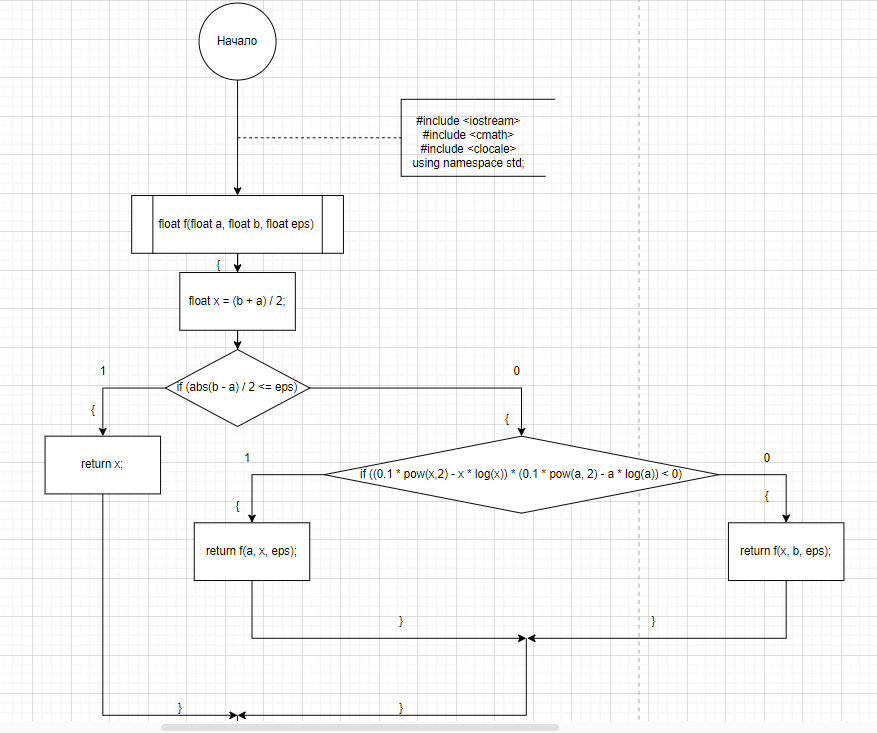 Начало
#include <iostream>
#include <cmath>
#include <clocale>
using namespace std;
float f(float a, float b, float eps)
{
float x = (b + a) / 2;
1
0
if (abs(b - a) / 2 <= eps)
{
{
return x;
1
0
if ((0.1 * pow(x,2) - x * log(x)) * (0.1 * pow(a, 2) - a * log(a)) < 0)
{
{
return f(a, x, eps);
return f(x, b, eps);
}
}
}
}